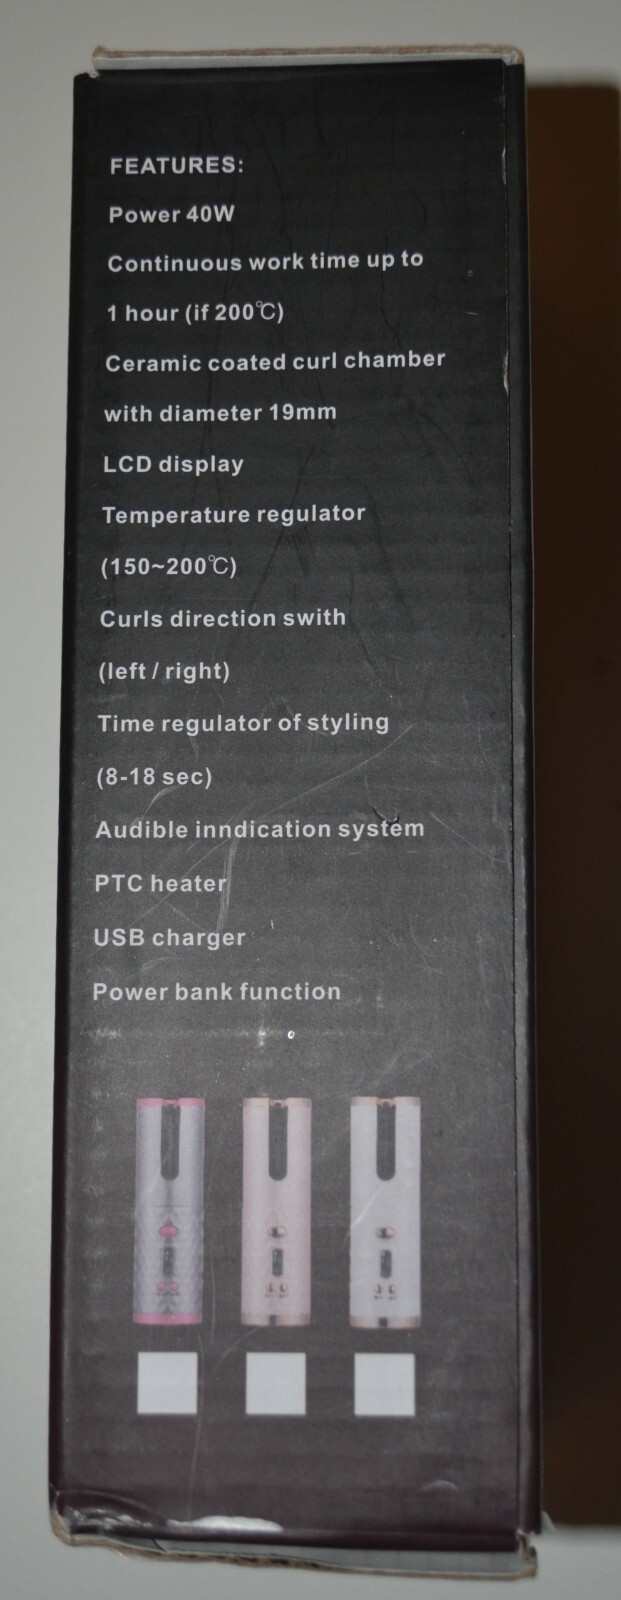 FEATURES:
Power 40W
Continuous work time up to
1 hour (if 200℃)
Ceramic coated curl chamber
with diameter 19mm
LCD display
Temperature regulator
(150~200℃)
Curls direction swith
(left / right)
Time regulator of styling
(8-18 sec)
Audible inndication system
PTC heater
USB charger
Power bank function